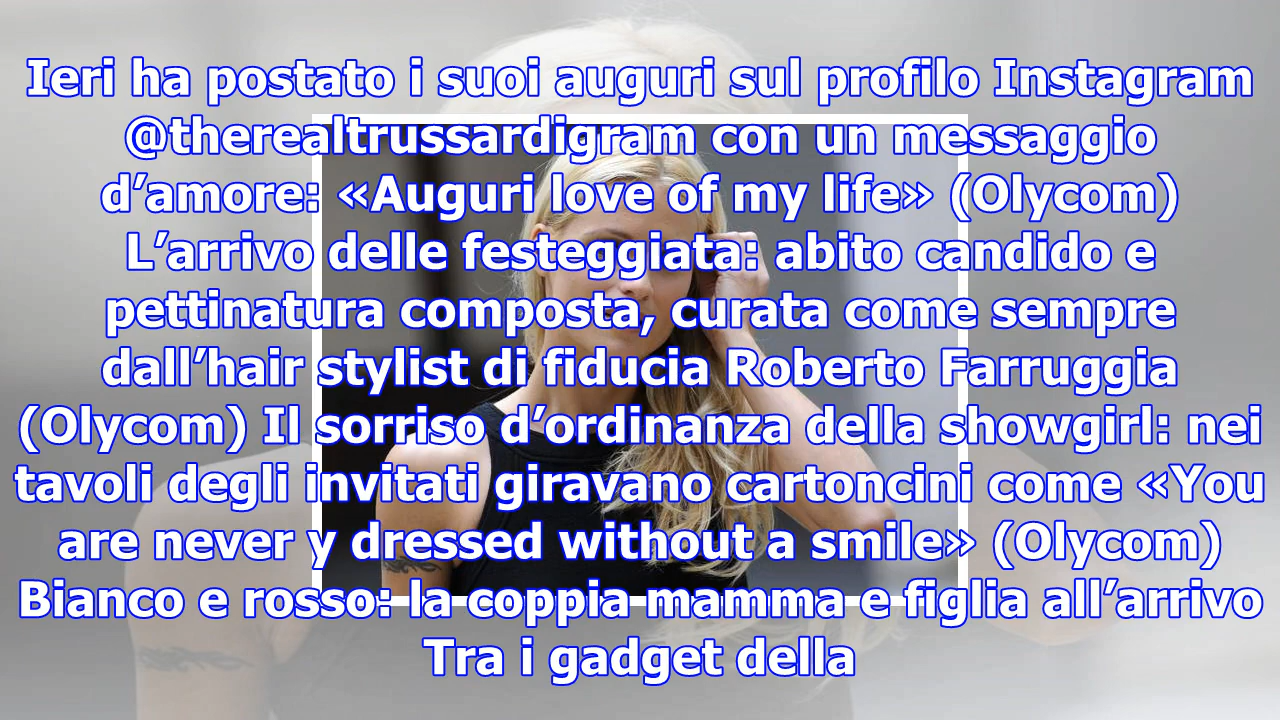 Ieri ha postato i suoi auguri sul profilo Instagram
@therealtrussardigram con un messaggio
d’amore: «Auguri love of my life» (Olycom)
L’arrivo delle festeggiata: abito candido e
pettinatura composta, curata come sempre
dall’hair stylist di fiducia Roberto Farruggia
(Olycom) Il sorriso d’ordinanza della showgirl: nei
tavoli degli invitati giravano cartoncini come «You
are never y dressed without a smile» (Olycom)
Bianco e rosso: la coppia mamma e figlia all’arrivo
Tra i gadget della